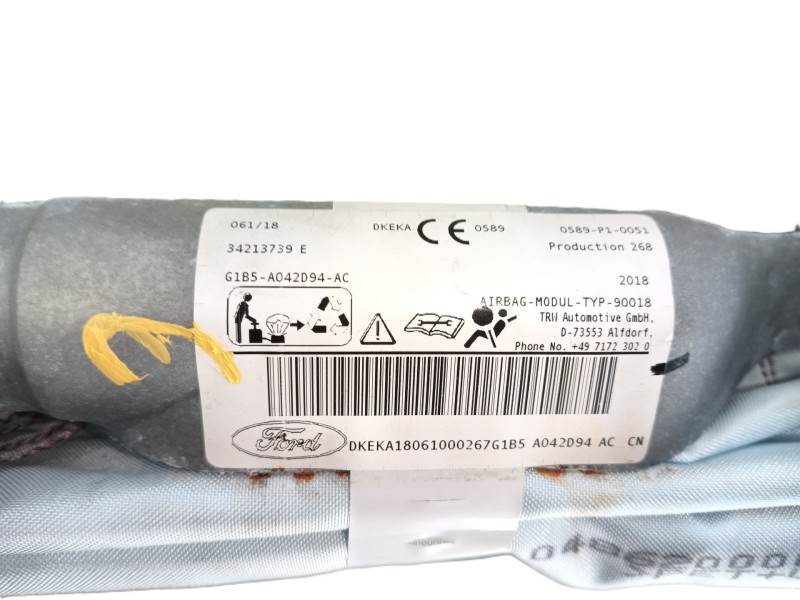 061/18 DKEKA CE 0589 0589-P1-0051
34213739 E Production 268
G1B5-A042D94-AC 2018
AIRBAG-MODUL-TYP-90018
TRW Automotive GmbH,
D-73553 Alfdorf,
Phone No. +49 7172 302 0
Ford DKEKA18061000267G1B5 A042D94 AC CN